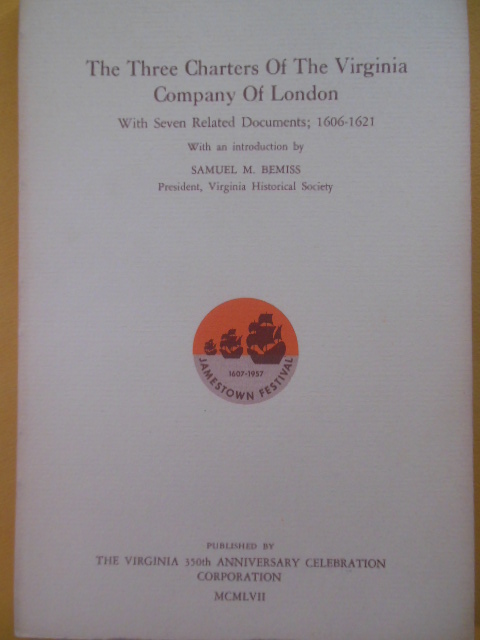 The Three Charters Of The Virginia
Company Of London
With Seven Related Documents; 1606-1621
With an introduction by
SAMUEL M. BEMISS
President, Virginia Historical Society
1607-1957
JAMESTOWN FESTIVAL
PUBLISHED BY
THE VIRGINIA 350th ANNIVERSARY CELEBRATION
CORPORATION
MCMLVII